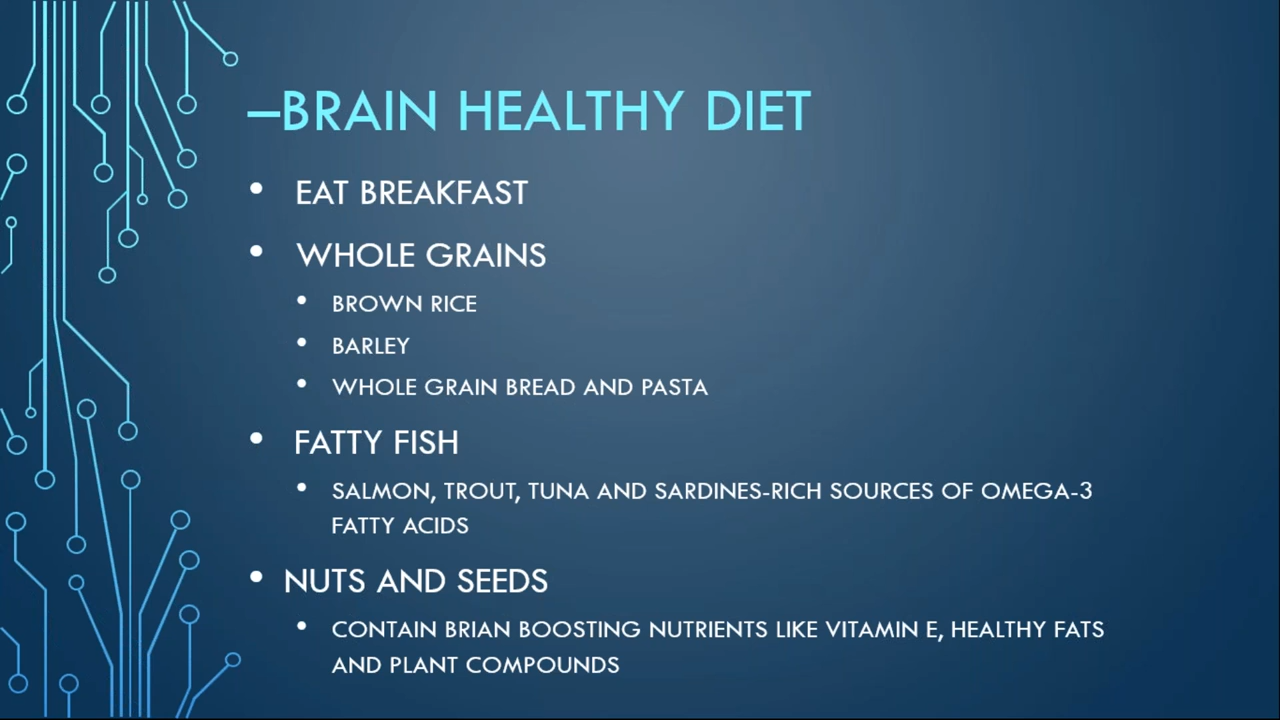 –BRAIN HEALTHY DIET
• EAT BREAKFAST
• WHOLE GRAINS
• BROWN RICE
• BARLEY
• WHOLE GRAIN BREAD AND PASTA
• FATTY FISH
• SALMON, TROUT, TUNA AND SARDINES-RICH SOURCES OF OMEGA-3
FATTY ACIDS
• NUTS AND SEEDS
• CONTAIN BRIAN BOOSTING NUTRIENTS LIKE VITAMIN E, HEALTHY FATS
AND PLANT COMPOUNDS